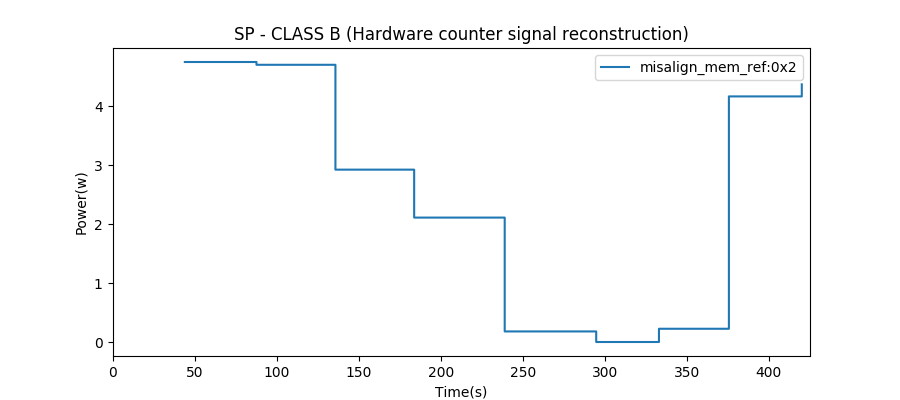 SP - CLASS B (Hardware counter signal reconstruction)
misalign_mem_ref:0x2
4
3
2
1
0
Power(w)
0 50 100 150 200 250 300 350 400
Time(s)